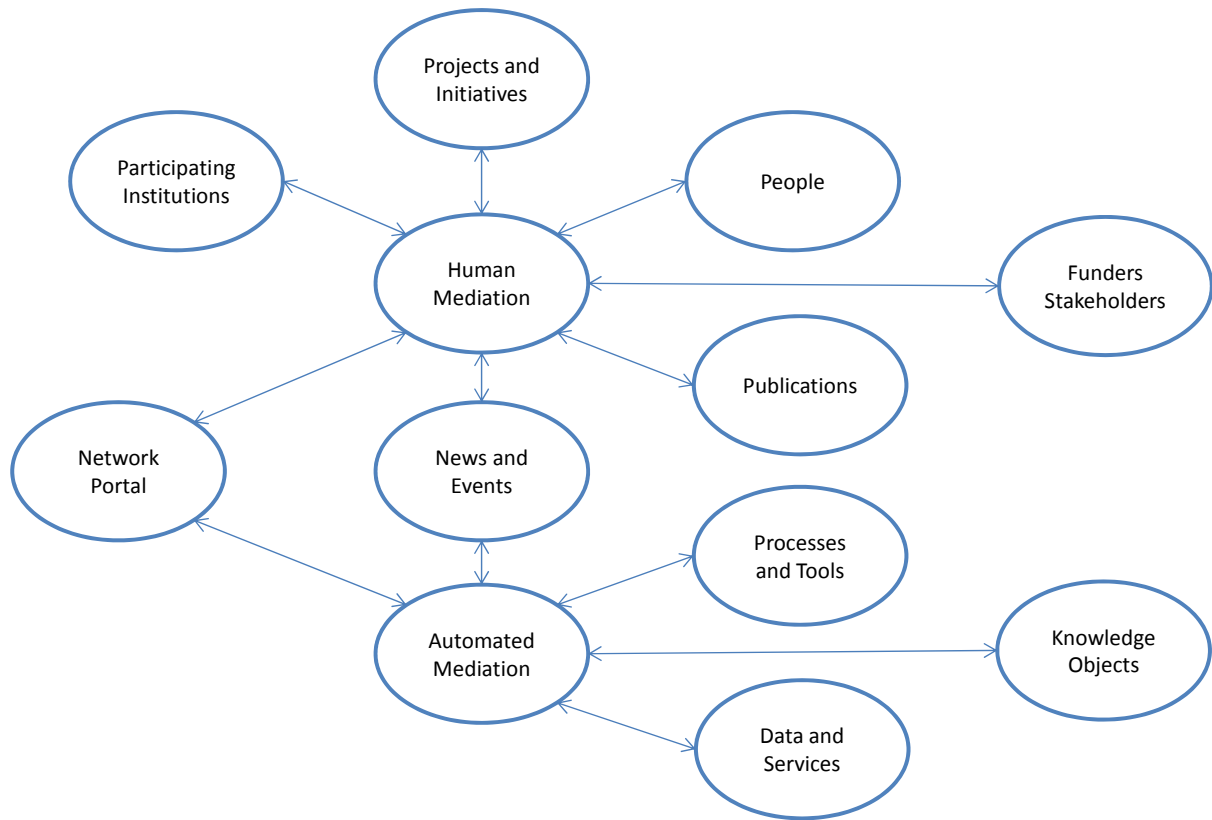 Projects and
Initiatives
Participating
Institutions
People
Human
Mediation
Funders
Stakeholders
Publications
Network
Portal
News and
Events
Processes
and Tools
Automated
Mediation
Knowledge
Objects
Data and
Services